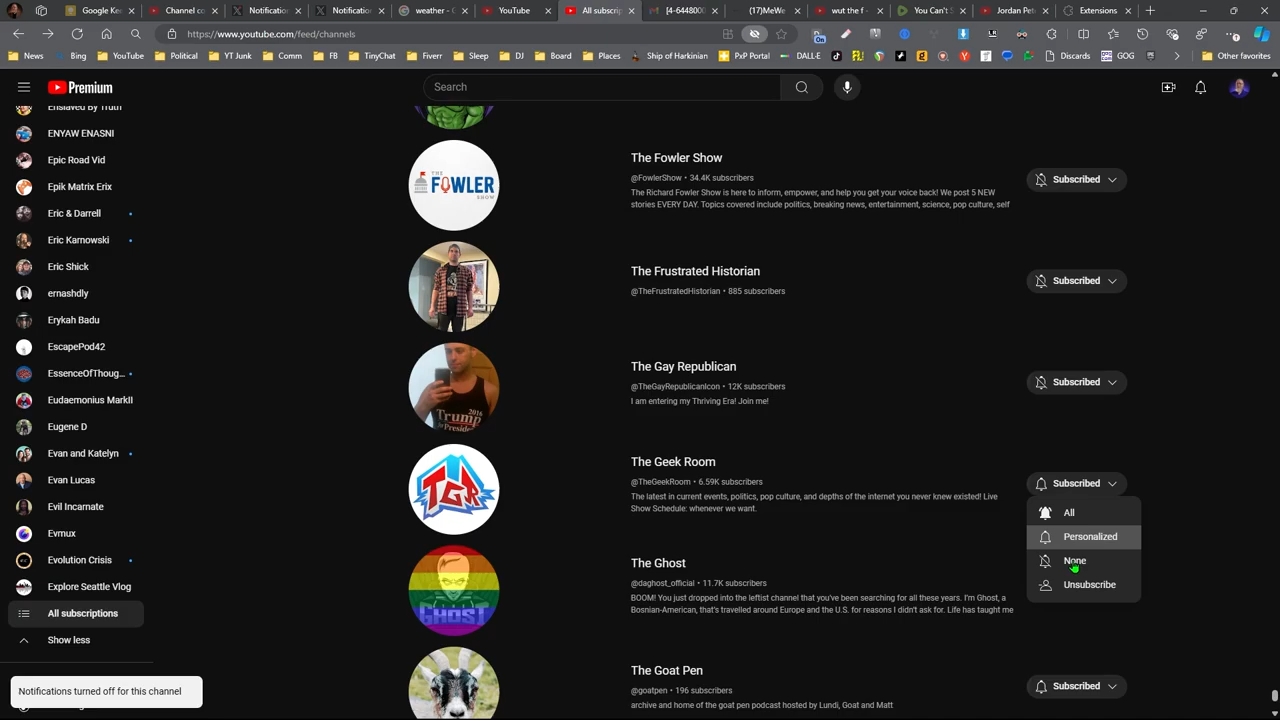 Google Kee
Channel co
Notification
Notification
weather - G
YouTube
All subscrip
[4-6448000
(17)MeWe
wut the f
You Can't S
Jordan Pet
Extensions
https://www.youtube.com/feed/channels
News
Bing
YouTube
Political
YT Junk
Comm
FB
TinyChat
Fiverr
Sleep
DJ
Board
Places
Ship of Harkinian
PxP Portal
DALL-E
Discards
GOG
Other favorites
Premium
Search
Enslaved By Truth
ENYAW ENASNI
Epic Road Vid
Epik Matrix Erix
Eric & Darrell
Eric Karnowski
Eric Shick
ernashdly
Erykah Badu
EscapePod42
EssenceOfThoug...
Eudaemonius MarkII
Eugene D
Evan and Katelyn
Evan Lucas
Evil Incarnate
Evmux
Evolution Crisis
Explore Seattle Vlog
All subscriptions
Show less
Notifications turned off for this channel
THE
FOWLER
SHOW
The Fowler Show
@FowlerShow • 34.4K subscribers
The Richard Fowler Show is here to inform, empower, and help you get your voice back! We post 5 NEW
stories EVERY DAY. Topics covered include politics, breaking news, entertainment, science, pop culture, self
Subscribed
The Frustrated Historian
@TheFrustratedHistorian • 885 subscribers
Subscribed
2016
Trump
The Gay Republican
@TheGayRepublicanIcon • 12K subscribers
I am entering my Thriving Era! Join me!
Subscribed
TGR
The Geek Room
@TheGeekRoom • 6.59K subscribers
The latest in current events, politics, pop culture, and depths of the internet you never knew existed! Live
Show Schedule: whenever we want.
Subscribed
All
Personalized
None
Unsubscribe
GHOST
The Ghost
@daghost_official • 11.7K subscribers
BOOM! You just dropped into the leftist channel that you've been searching for all these years. I'm Ghost, a
Bosnian-American, that's travelled around Europe and the U.S. for reasons I didn't ask for. Life has taught me
The Goat Pen
@goatpen • 196 subscribers
archive and home of the goat pen podcast hosted by Lundi, Goat and Matt
Subscribed